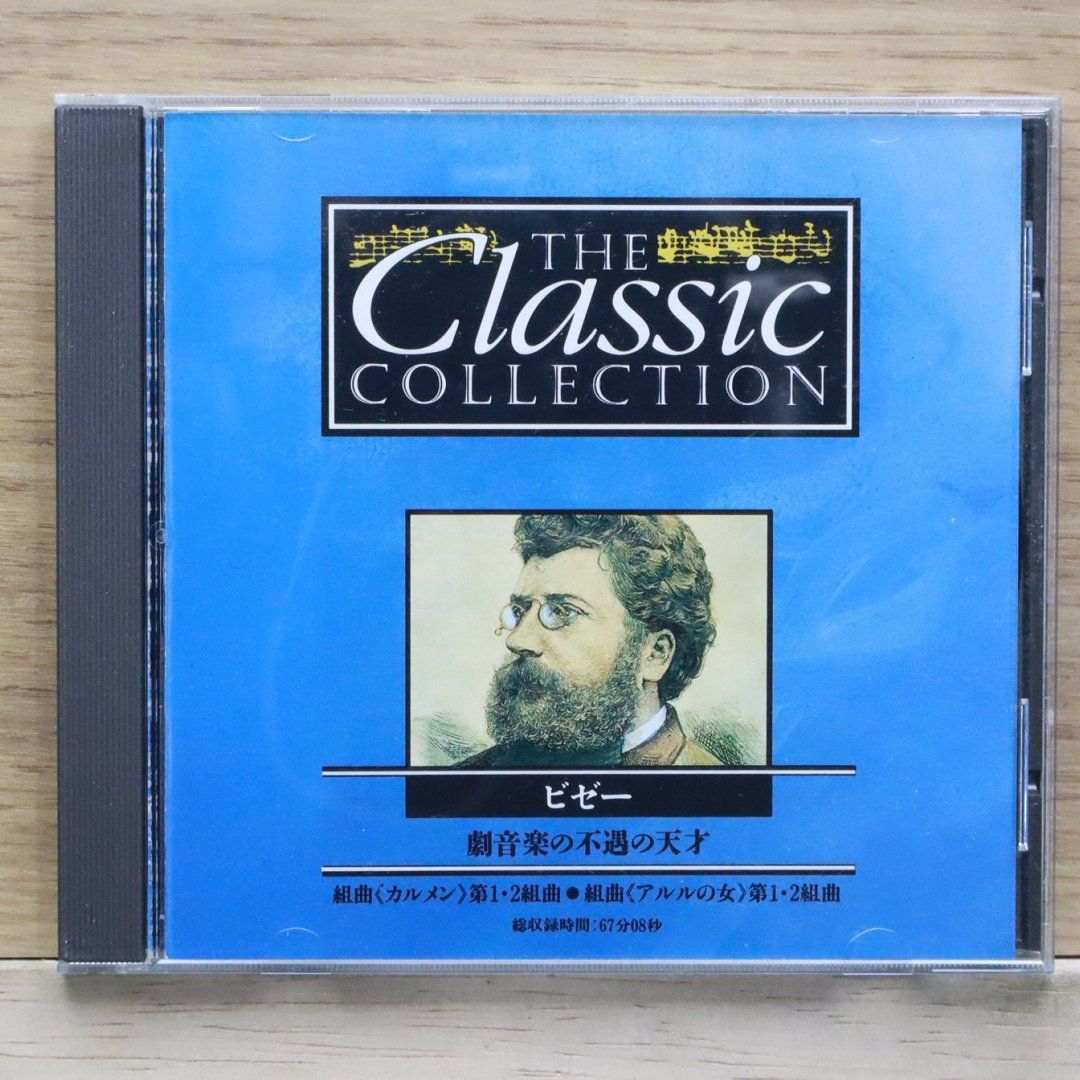 THE
Classic
COLLECTION
ビゼー
劇音楽の不遇の天才
組曲《カルメン》第1・2組曲●組曲《アルルの女》第1・2組曲
総収録時間:67分08秒